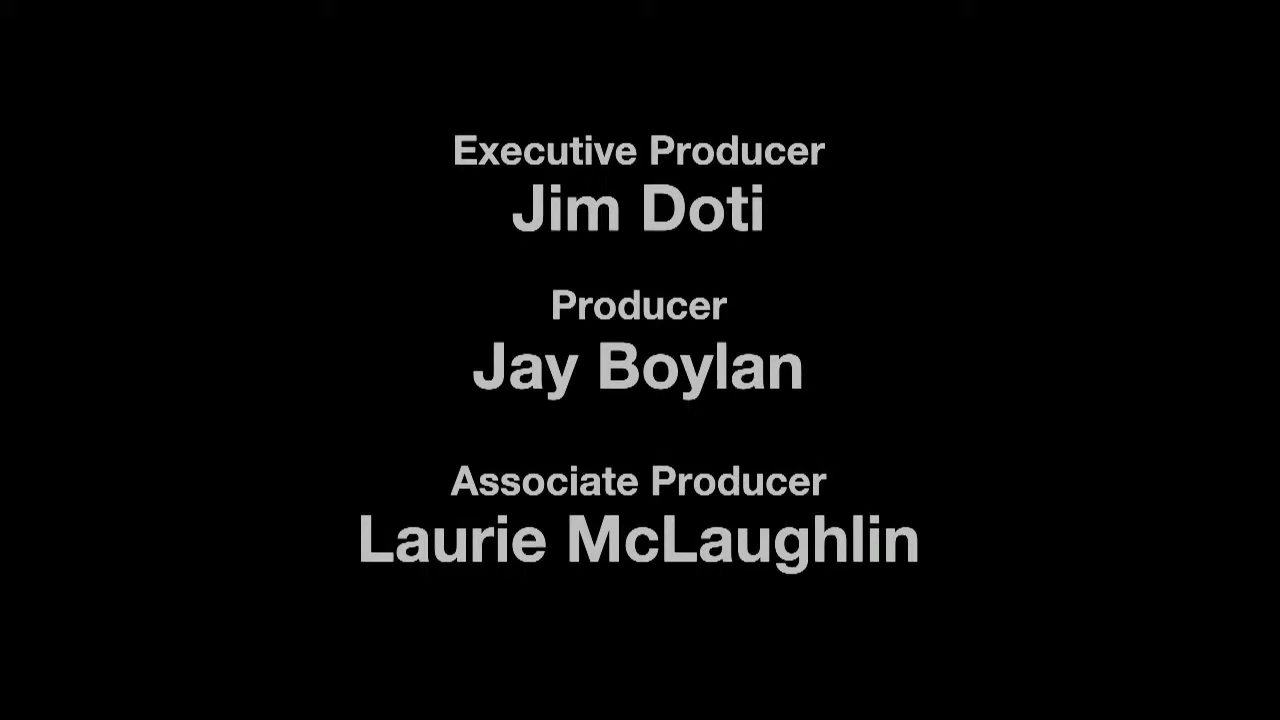 Executive Producer
Jim Doti
Producer
Jay Boylan
Associate Producer
Laurie McLaughlin